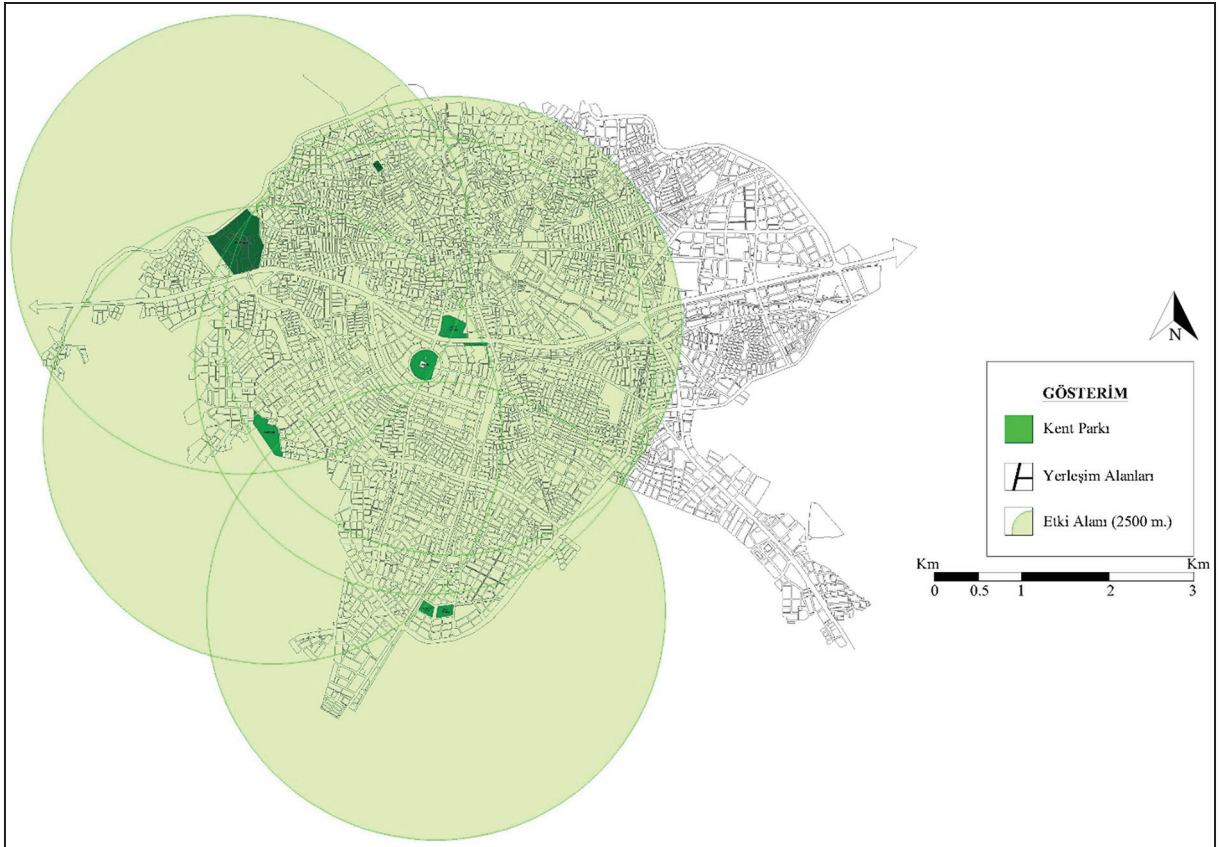 N
GÖSTERİM
Kent Parkı
Yerleşim Alanları
Etki Alanı (2500 m.)
Km Km
0 0.5 1 2 3